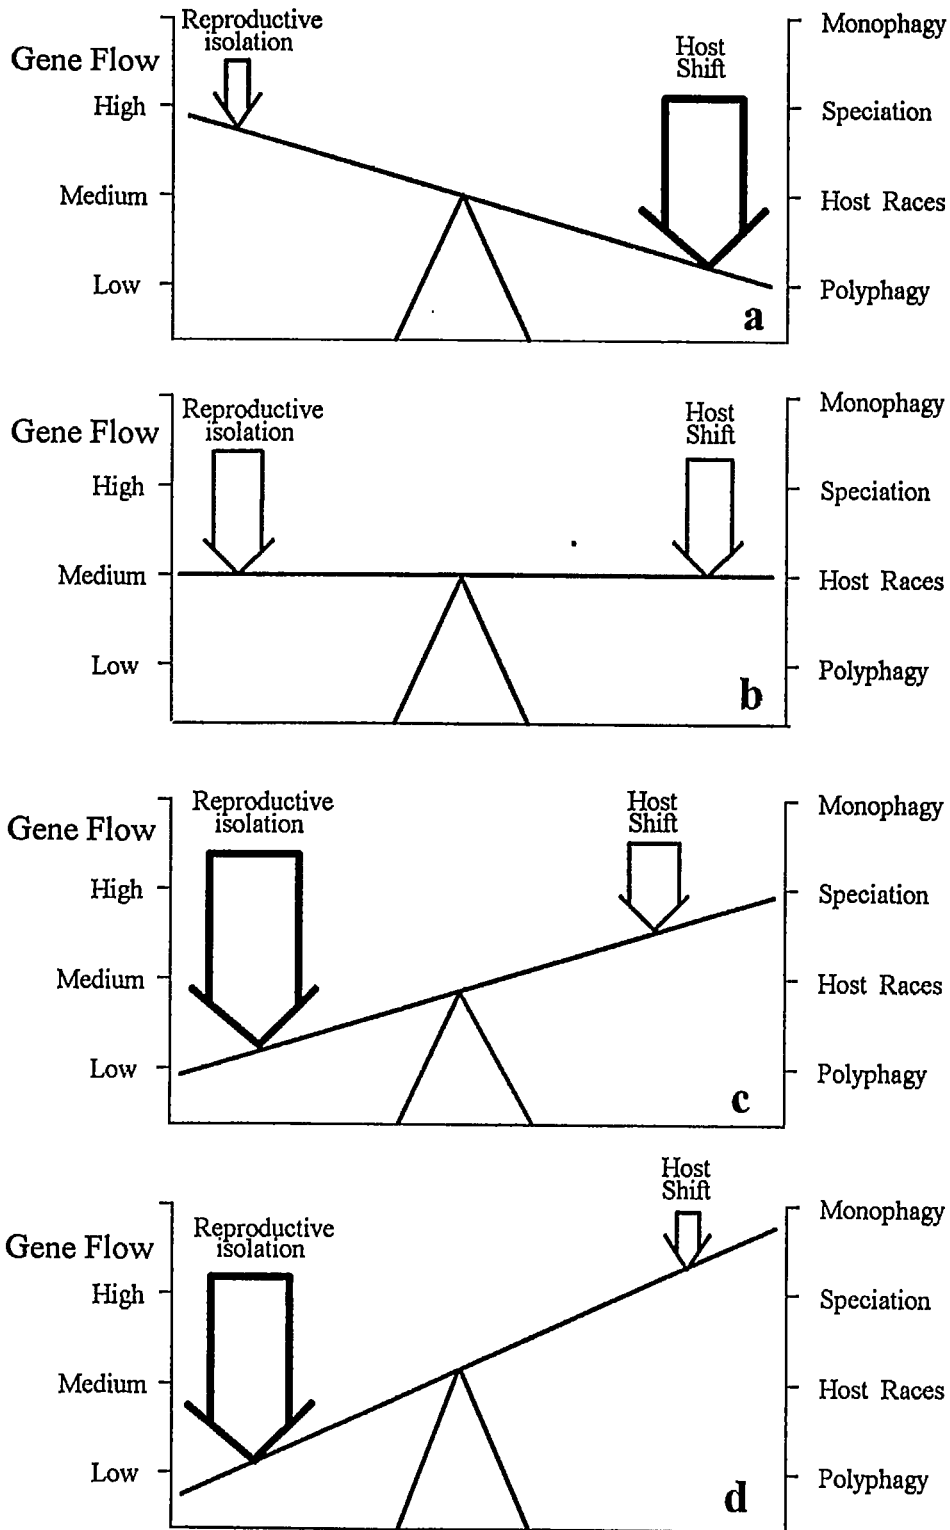 Reproductive
isolation
Gene Flow
High
Medium
Low
Host
Shift
Monophagy
Speciation
Host Races
Polyphagy
a
Reproductive
isolation
Gene Flow
High
Medium
Low
Host
Shift
Monophagy
Speciation
Host Races
Polyphagy
b
Reproductive
isolation
Gene Flow
High
Medium
Low
Host
Shift
Monophagy
Speciation
Host Races
Polyphagy
c
Reproductive
isolation
Gene Flow
High
Medium
Low
Host
Shift
Monophagy
Speciation
Host Races
Polyphagy
d